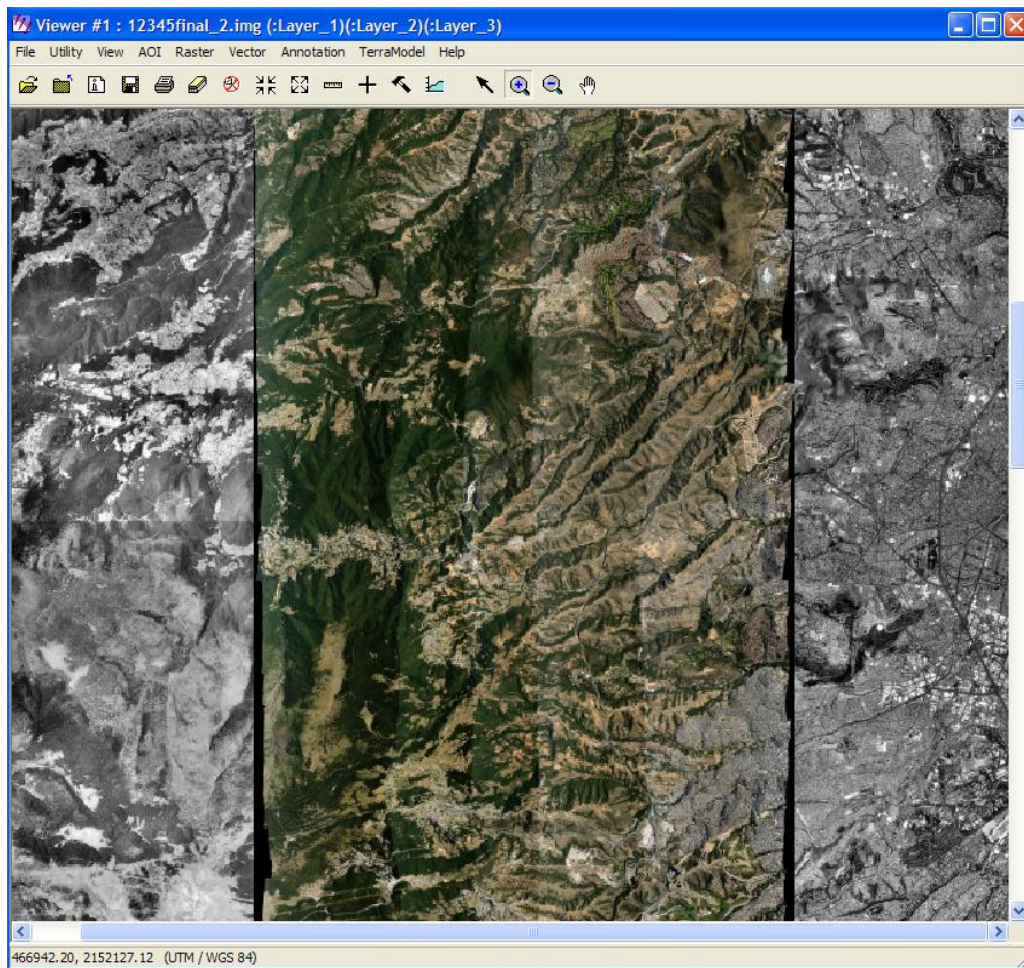 Viewer #1 : 12345final_2.img (:Layer_1)(:Layer_2)(:Layer_3)
File Utility View AOI Raster Vector Annotation TerraModel Help
466942.20, 2152127.12 (UTM / WGS 84)